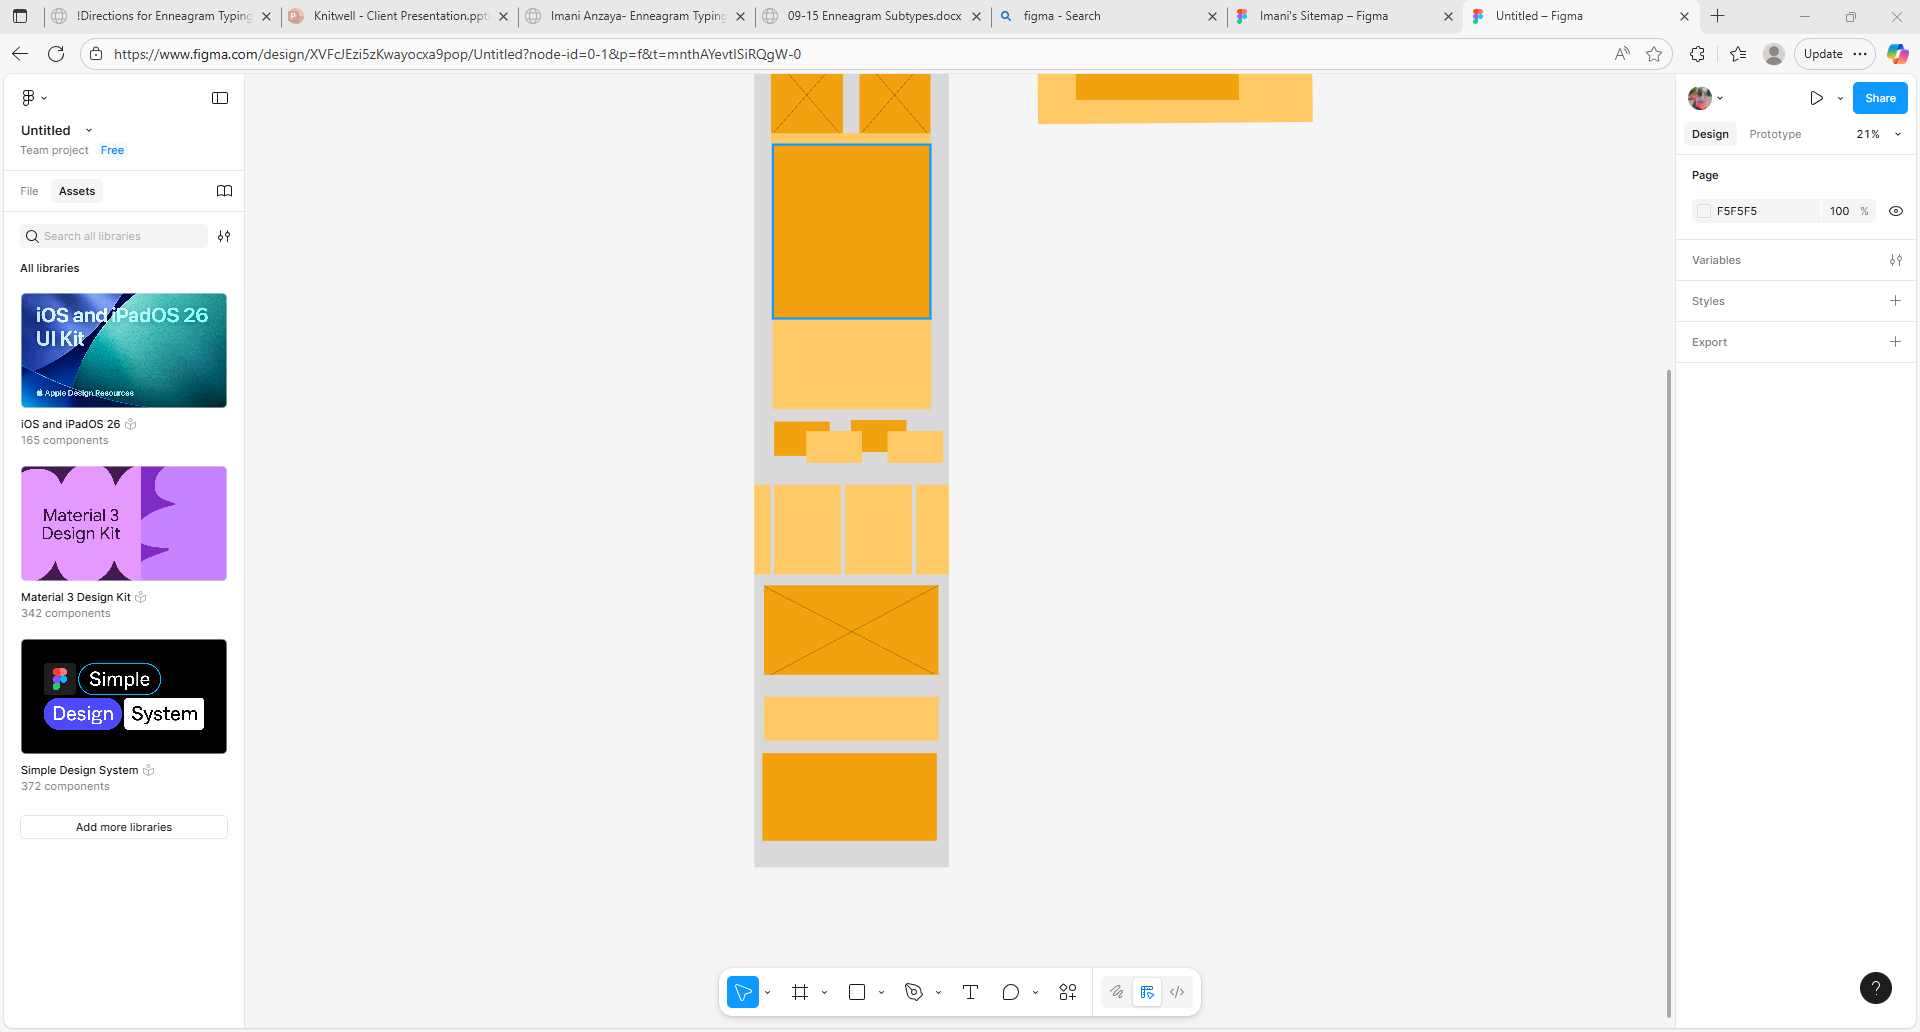 !Directions for Enneagram Typing
Knitwell - Client Presentation.ppt
Imani Anzaya- Enneagram Typing
09-15 Enneagram Subtypes.docx
figma - Search
Imani's Sitemap – Figma
Untitled – Figma
https://www.figma.com/design/XVFcJEzi5zKwayocxa9pop/Untitled?node-id=0-1&p=f&t=mnthAYevtlSiRQgW-0
Update
Untitled
Team project Free
File Assets
Search all libraries
All libraries
iOS and iPadOS 26
UI Kit
Apple Design Resources
iOS and iPadOS 26
165 components
Material 3
Design Kit
Material 3 Design Kit
342 components
Simple
Design System
Simple Design System
372 components
Add more libraries
Share
Design Prototype 21%
Page
F5F5F5 100 %
Variables
Styles
Export
?